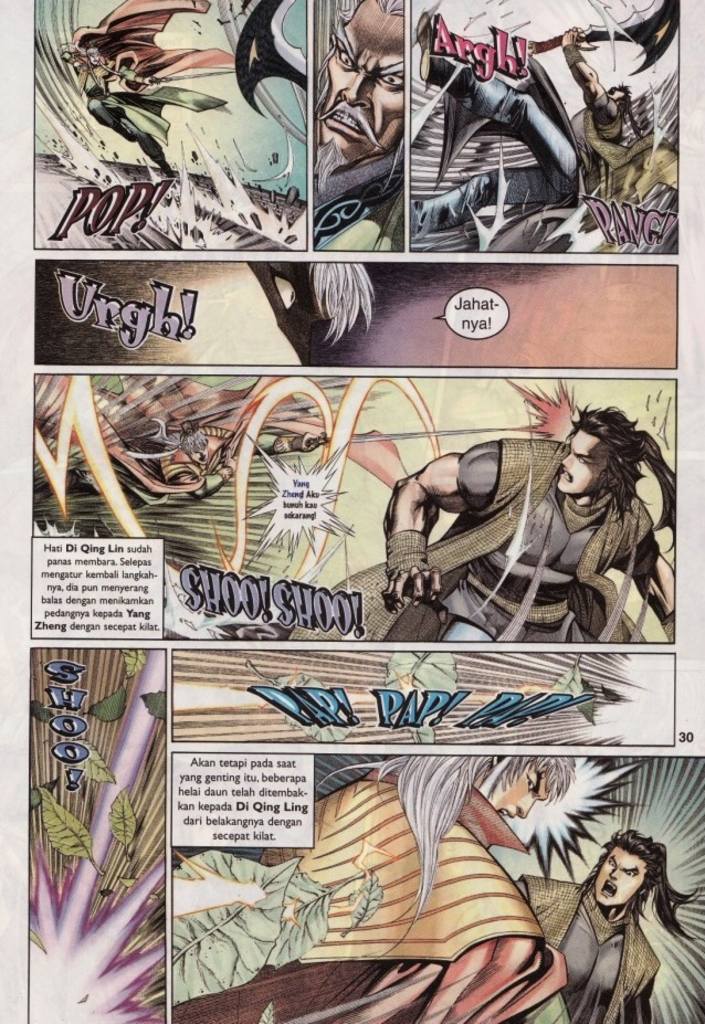 POP!
Argh!
PANG!
Urgh!
Jahat-
nya!
Yang
Zheng! Aku
bunuh kau
sekarang!
Hati Di Qing Lin sudah
panas membara. Selepas
mengatur kembali langkah-
nya, dia pun menyerang
balas dengan menikamkan
pedangnya kepada Yang
Zheng dengan secepat kilat.
SHOO! SHOO!
SHOO!
PAP! PAP! PAP!
30
Akan tetapi pada saat
yang genting itu, beberapa
helai daun telah ditembak-
kan kepada Di Qing Ling
dari belakangnya dengan
secepat kilat.